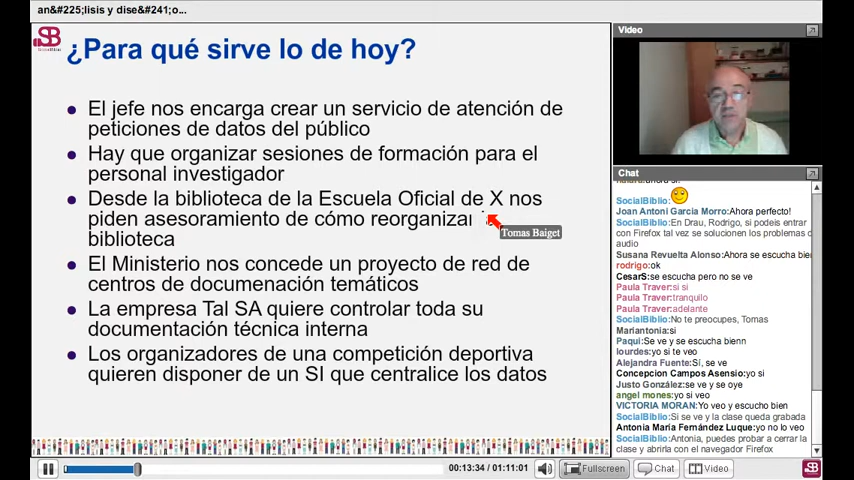 an&#225;lisis y dise&#241;o...
SB
¿Para qué sirve lo de hoy?
El jefe nos encarga crear un servicio de atención de
peticiones de datos del público
Hay que organizar sesiones de formación para el
personal investigador
Desde la biblioteca de la Escuela Oficial de X nos
piden asesoramiento de cómo reorganizar
biblioteca
Tomas Baiget
El Ministerio nos concede un proyecto de red de
centros de documenación temáticos
La empresa Tal SA quiere controlar toda su
documentación técnica interna
Los organizadores de una competición deportiva
quieren disponer de un SI que centralice los datos
Video
Chat
SocialBiblio:
Joan Antoni García Morro:Ahora perfecto!
SocialBiblio:En Drau, Rodrigo, si podeis entrar
con Firefox tal vez se solucionen los problemas d
audio
Susana Revuelta Alonso:Ahora se escucha bien
rodrigo:ok
CesarS:se escucha pero no se ve
Paula Traver:si si
Paula Traver:tranquilo
Paula Traver:adelante
SocialBiblio:No te preocupes, Tomas
Mariantonia:si
Paqui:Se ve y se escucha bienn
lourdes:yo si te veo
Alejandra Fuente:Sí, se ve
Concepcion Campos Asensio:yo si
Justo González:se ve y se oye
angel mones:yo si veo
VICTORIA MORAN:Yo veo y escucho bien
SocialBiblio:Si se ve y la clase queda grabada
Antonia María Fernández Luque:yo no lo veo
SocialBiblio:Antonia, puedes probar a cerrar la
clase y abrirla con el navegador Firefox
00:13:34 / 01:11:01
Fullscreen
Chat
Video
SB